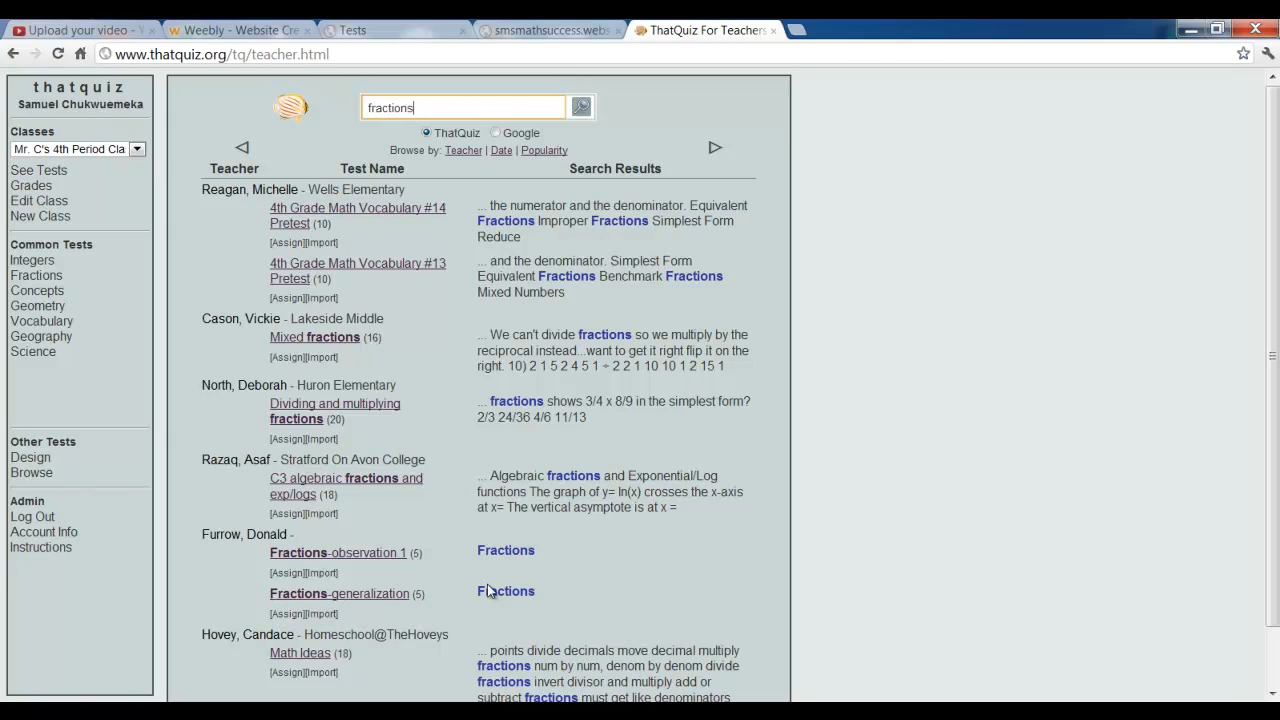 Upload your video - Y
Weebly - Website Cre
Tests
smsmathsuccess.webs
ThatQuiz For Teachers
www.thatquiz.org/tq/teacher.html
thatquiz
Samuel Chukwuemeka
Classes
Mr. C's 4th Period Cla
See Tests
Grades
Edit Class
New Class
Common Tests
Integers
Fractions
Concepts
Geometry
Vocabulary
Geography
Science
Other Tests
Design
Browse
Admin
Log Out
Account Info
Instructions
fractions
ThatQuiz Google
Browse by: Teacher | Date | Popularity
Teacher Test Name Search Results
Reagan, Michelle - Wells Elementary
4th Grade Math Vocabulary #14
Pretest (10)
[Assign][Import]
... the numerator and the denominator. Equivalent
Fractions Improper Fractions Simplest Form
Reduce
4th Grade Math Vocabulary #13
Pretest (10)
[Assign][Import]
... and the denominator. Simplest Form
Equivalent Fractions Benchmark Fractions
Mixed Numbers
Cason, Vickie - Lakeside Middle
Mixed fractions (16)
[Assign][Import]
... We can't divide fractions so we multiply by the
reciprocal instead...want to get it right flip it on the
right. 10) 2 1 5 2 4 5 1 ÷ 2 2 1 10 10 1 2 15 1
North, Deborah - Huron Elementary
Dividing and multiplying
fractions (20)
[Assign][Import]
... fractions shows 3/4 x 8/9 in the simplest form?
2/3 24/36 4/6 11/13
Razaq, Asaf - Stratford On Avon College
C3 algebraic fractions and
exp/logs (18)
[Assign][Import]
... Algebraic fractions and Exponential/Log
functions The graph of y= ln(x) crosses the x-axis
at x= The vertical asymptote is at x =
Furrow, Donald -
Fractions-observation 1 (5)
[Assign][Import]
Fractions
Fractions-generalization (5)
[Assign][Import]
Fractions
Hovey, Candace - Homeschool@TheHoveys
Math Ideas (18)
[Assign][Import]
... points divide decimals move decimal multiply
fractions num by num, denom by denom divide
fractions invert divisor and multiply add or
subtract fractions must get like denominators